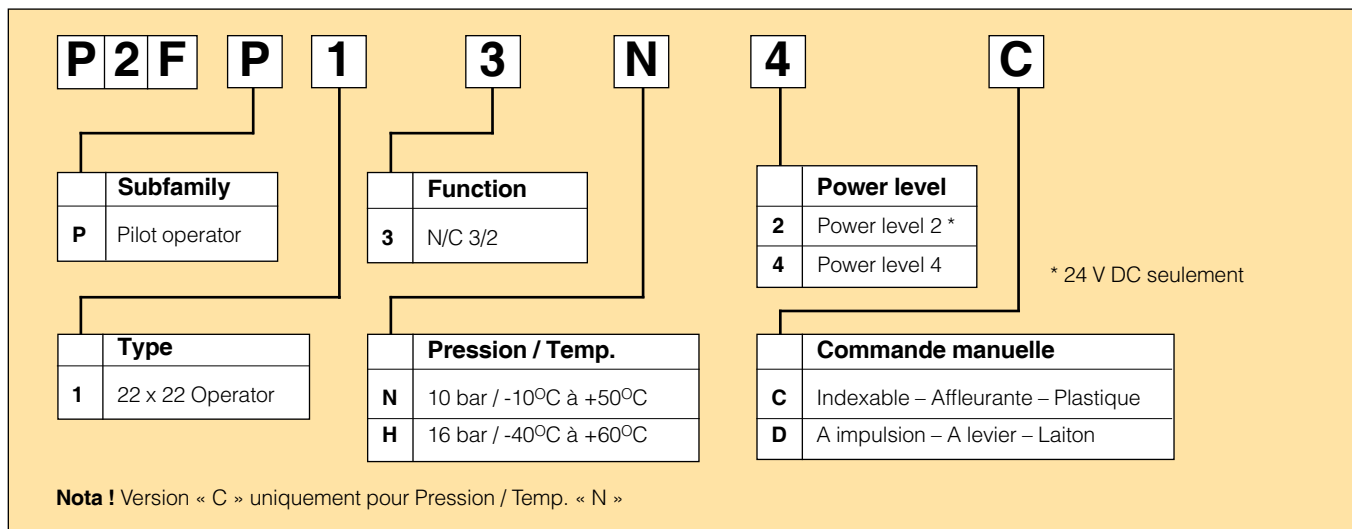 P2F P 1 3 N 4 C
Subfamily
P Pilot operator
Function
3 N/C 3/2
Power level
2 Power level 2 *
4 Power level 4
* 24 V DC seulement
Type
1 22 x 22 Operator
Pression / Temp.
N 10 bar / -10OC à +50OC
H 16 bar / -40OC à +60OC
Commande manuelle
C Indexable – Affleurante – Plastique
D A impulsion – A levier – Laiton
Nota ! Version « C » uniquement pour Pression / Temp. « N »